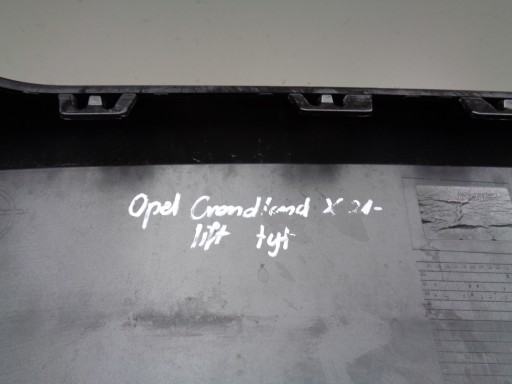 Opel Crandland X 21-
lift tył